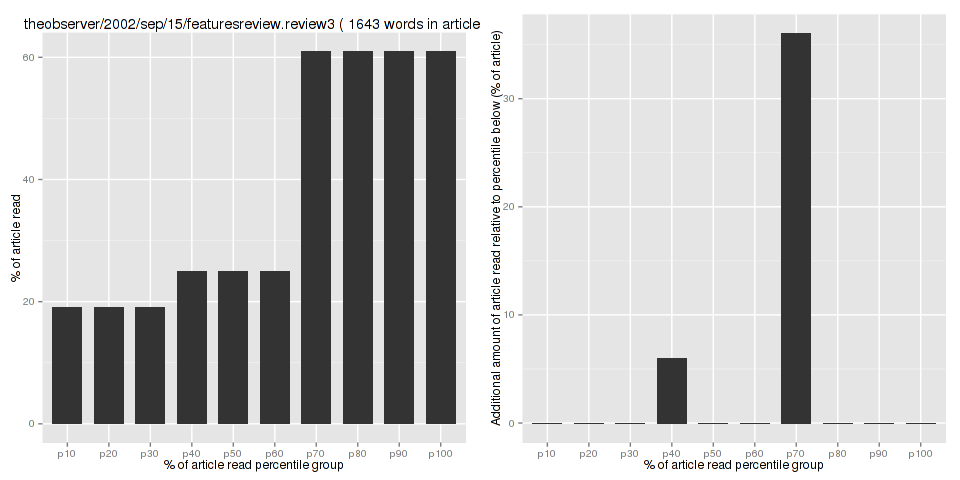 theobserver/2002/sep/15/featuresreview.review3 ( 1643 words in article
% of article read
60
40
20
0
p10 p20 p30 p40 p50 p60 p70 p80 p90 p100
% of article read percentile group
Additional amount of article read relative to percentile below (% of article)
30
20
10
0
p10 p20 p30 p40 p50 p60 p70 p80 p90 p100
% of article read percentile group